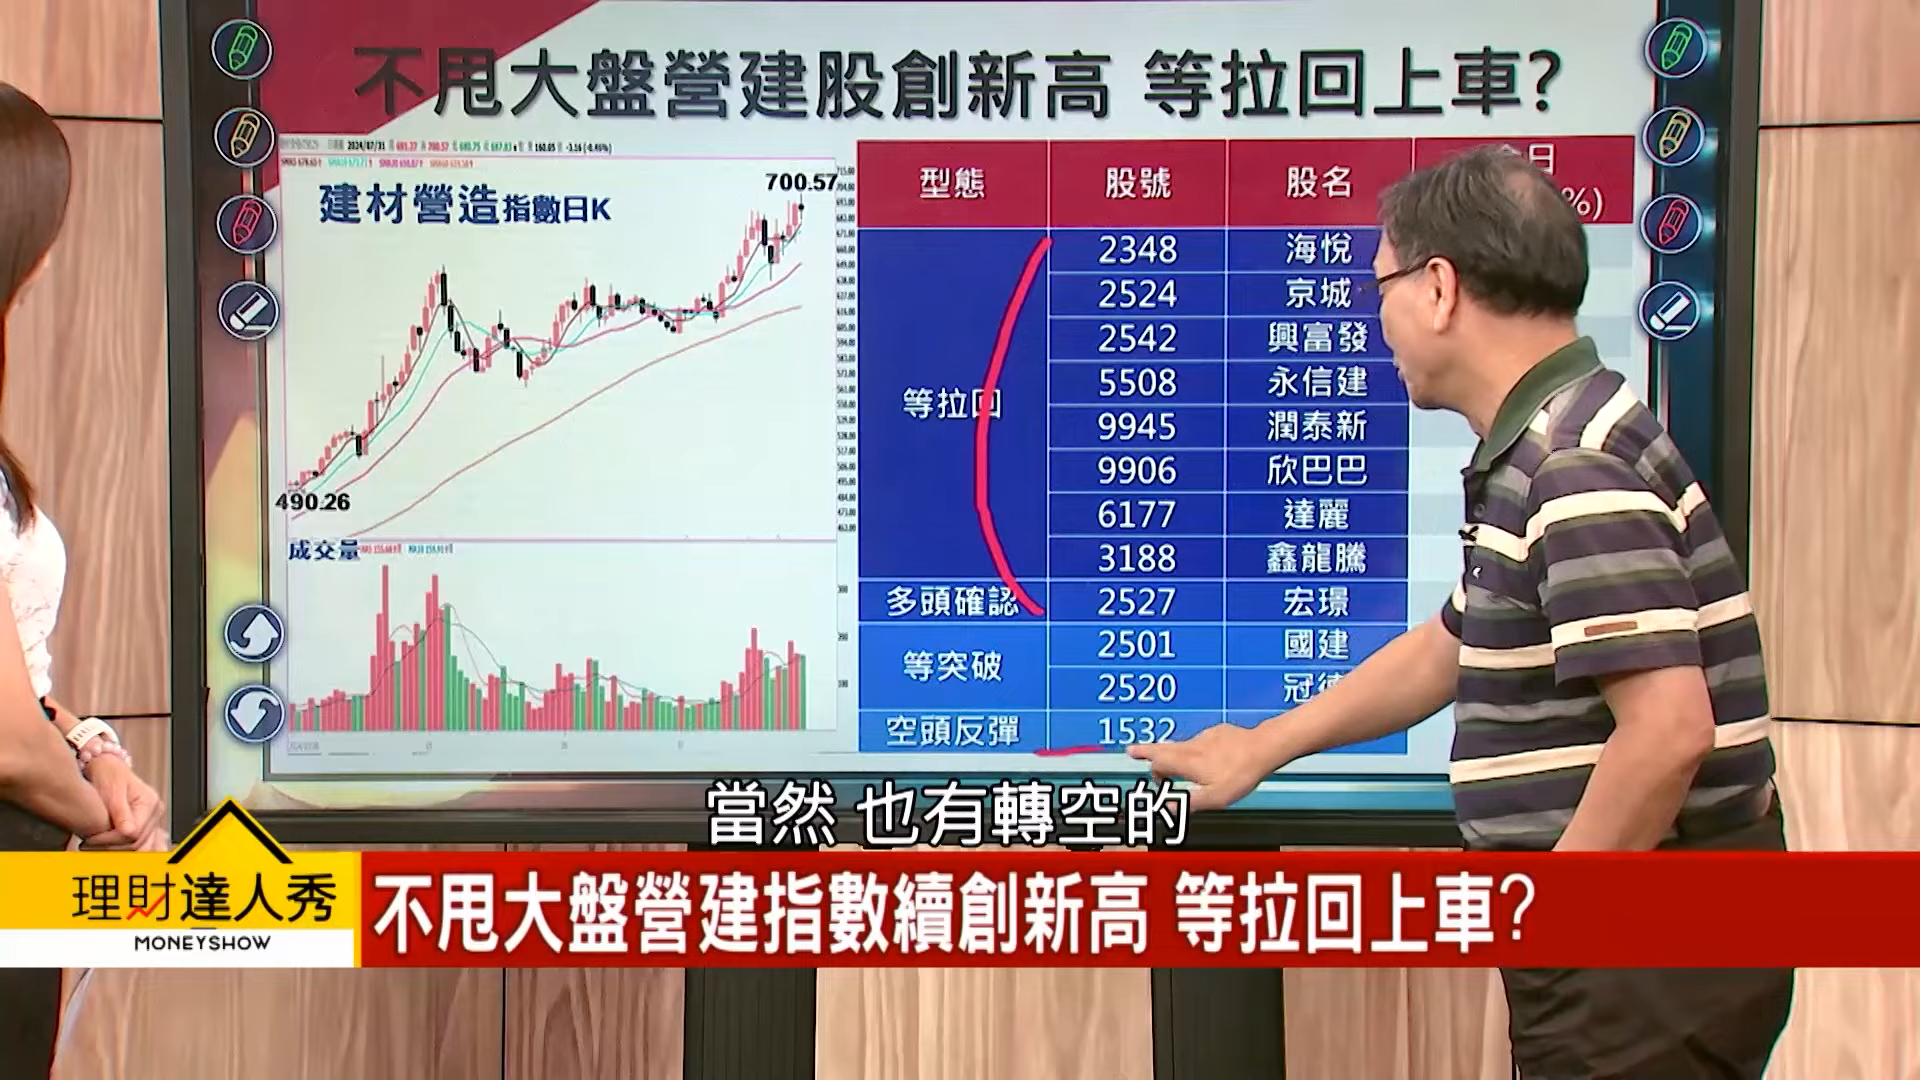 不甩大盤營建股創新高 等拉回上車?
2024/07/31
建材營造指數日K
700.57
490.26
成交量
型態 股號 股名 今日
%)
等拉回
2348 海悅
2524 京城
2542 興富發
5508 永信建
9945 潤泰新
9906 欣巴巴
6177 達麗
3188 鑫龍騰
多頭確認 2527 宏璟
等突破
2501 國建
2520 冠
空頭反彈 1532
當然 也有轉空的
理財達人秀
MONEYSHOW
不甩大盤營建指數續創新高 等拉回上車?